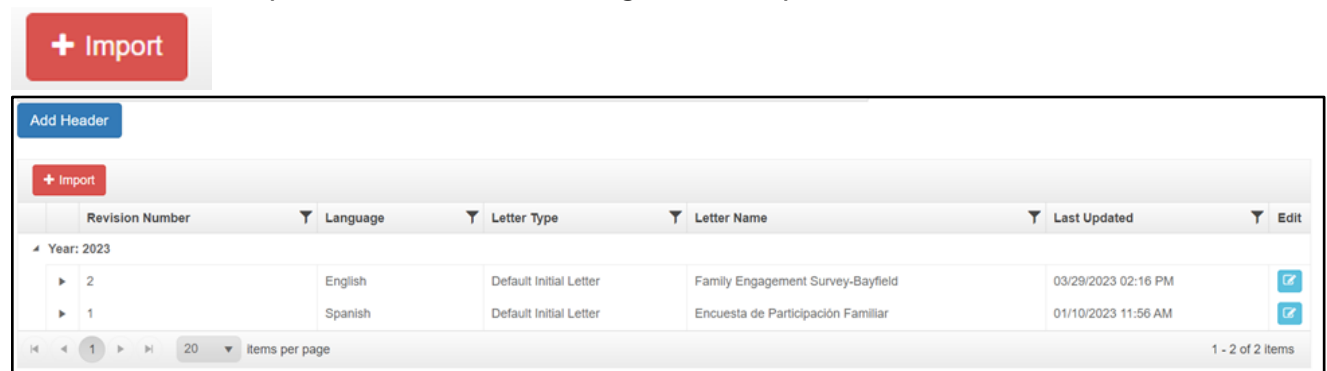 + Import
Add Header
+ Import
Revision Number Language Letter Type Letter Name Last Updated Edit
Year: 2023
2 English Default Initial Letter Family Engagement Survey-Bayfield 03/29/2023 02:16 PM
1 Spanish Default Initial Letter Encuesta de Participación Familiar 01/10/2023 11:56 AM
1 20 items per page 1 - 2 of 2 items